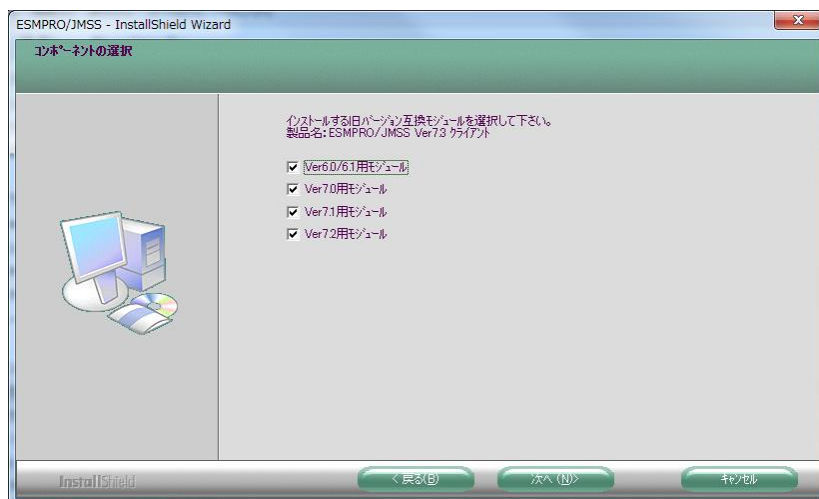 ESMPRO/JMSS - InstallShield Wizard
コンポーネントの選択
インストールする旧バージョン互換モジュールを選択して下さい。
製品名: ESMPRO/JMSS Ver7.3 クライアント
Ver6.0/6.1用モジュール
Ver7.0用モジュール
Ver7.1用モジュール
Ver7.2用モジュール
InstallShield
< 戻る(B)
次へ (N)>
キャンセル